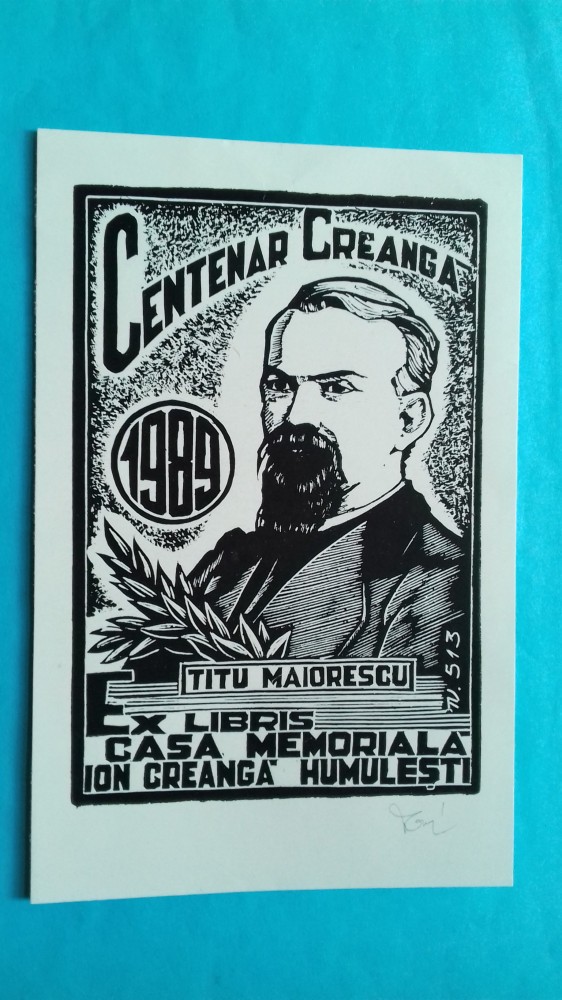 CENTENAR CREANGĂ
1989
TITU MAIORESCU
EX LIBRIS
CASA MEMORIALĂ
ION CREANGĂ HUMULEȘTI
513